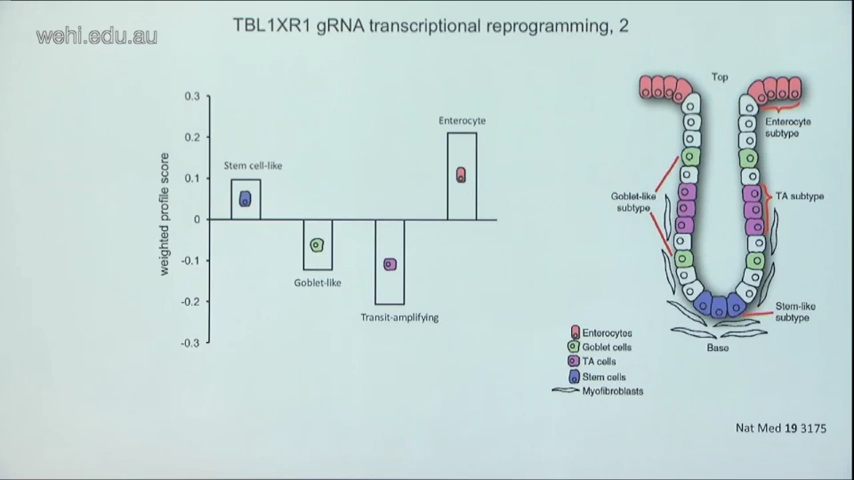 wehi.edu.au
TBL1XR1 gRNA transcriptional reprogramming, 2
weighted profile score
0.3
0.2
0.1
0
-0.1
-0.2
-0.3
Stem cell-like
Goblet-like
Transit-amplifying
Enterocyte
Top
Enterocyte
subtype
Goblet-like
subtype
TA subtype
Stem-like
subtype
Base
Enterocytes
Goblet cells
TA cells
Stem cells
Myofibroblasts
Nat Med 19 3175